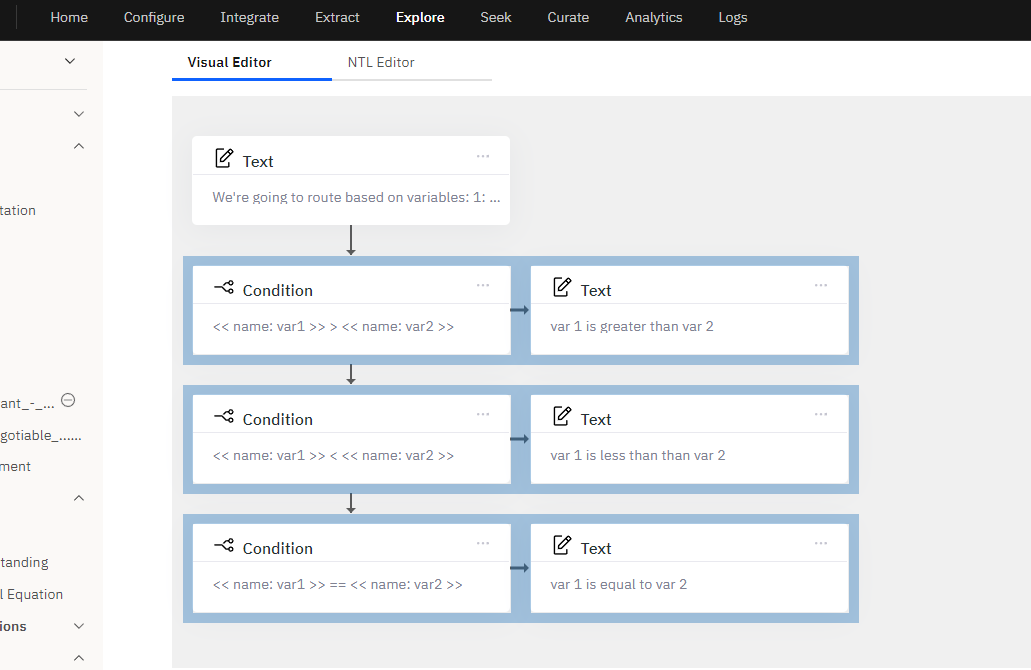 Home Configure Integrate Extract Explore Seek Curate Analytics Logs
Visual Editor NTL Editor
Text
We're going to route based on variables: 1: ...
tation
Condition
<< name: var1 >> > << name: var2 >>
Text
var 1 is greater than var 2
ant_-_...
gotiable_......
ment
Condition
<< name: var1 >> < << name: var2 >>
Text
var 1 is less than than var 2
tanding
l Equation
ions
Condition
<< name: var1 >> == << name: var2 >>
Text
var 1 is equal to var 2